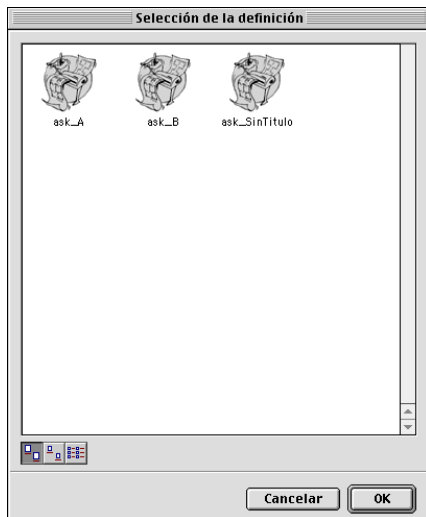 Selección de la definición
ask_A ask_B ask_SinTitulo
Cancelar OK